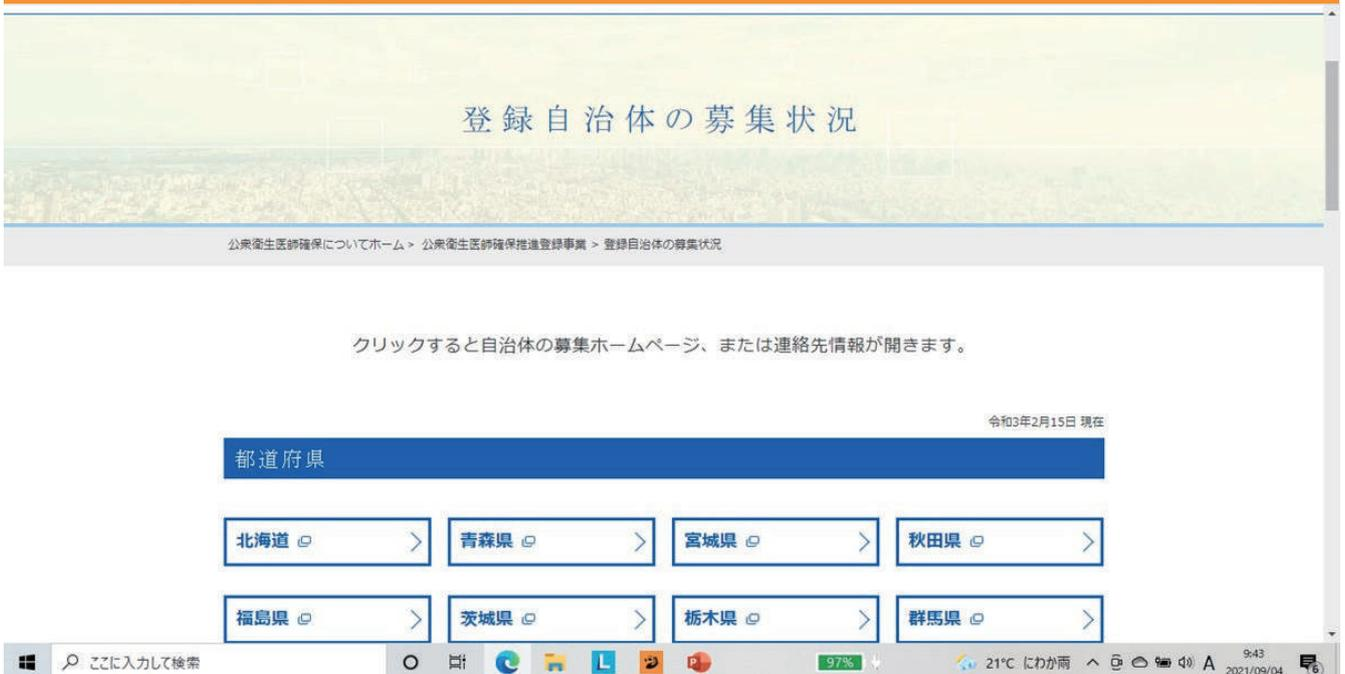 登録自治体の募集状況
公衆衛生医師確保についてホーム > 公衆衛生医師確保推進登録事業 > 登録自治体の募集状況
クリックすると自治体の募集ホームページ、または連絡先情報が開きます。
令和3年2月15日 現在
都道府県
北海道 青森県 宮城県 秋田県
福島県 茨城県 栃木県 群馬県
ここに入力して検索 L 97% 21°C にわか雨 A 9:43
2021/09/04 6